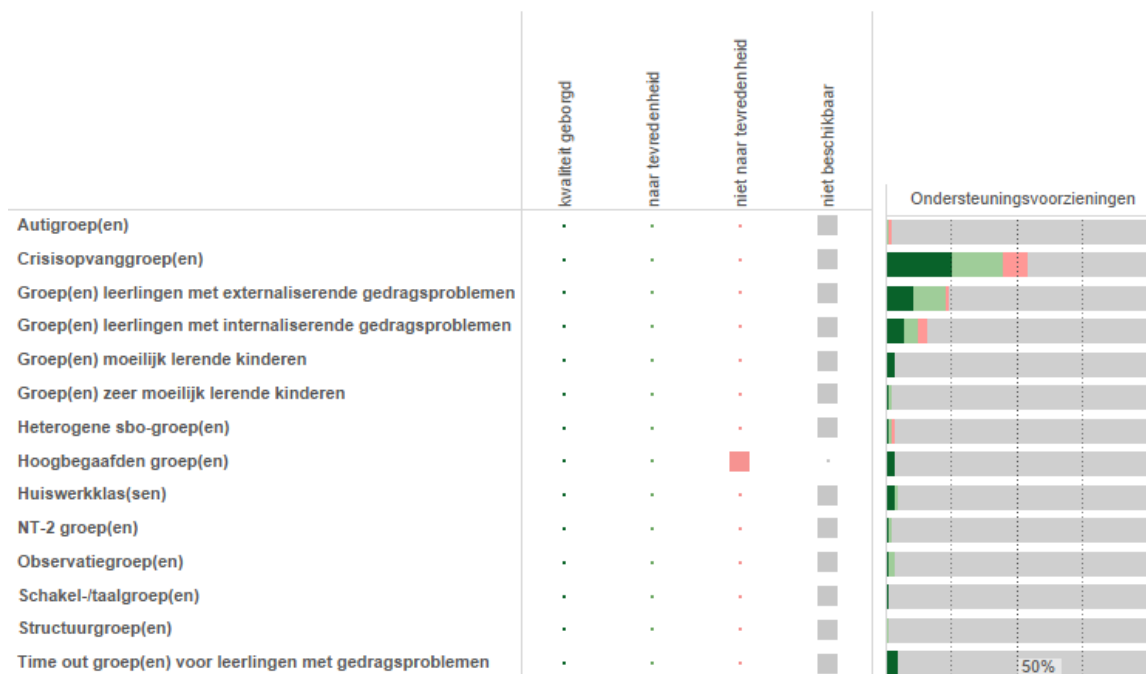 kwaliteit geborgd
naar tevredenheid
niet naar tevredenheid
niet beschikbaar
Ondersteuningsvoorzieningen
Autigroep(en)
Crisisopvanggroep(en)
Groep(en) leerlingen met externaliserende gedragsproblemen
Groep(en) leerlingen met internaliserende gedragsproblemen
Groep(en) moeilijk lerende kinderen
Groep(en) zeer moeilijk lerende kinderen
Heterogene sbo-groep(en)
Hoogbegaafden groep(en)
Huiswerkklas(sen)
NT-2 groep(en)
Observatiegroep(en)
Schakel-/taalgroep(en)
Structuurgroep(en)
Time out groep(en) voor leerlingen met gedragsproblemen
50%